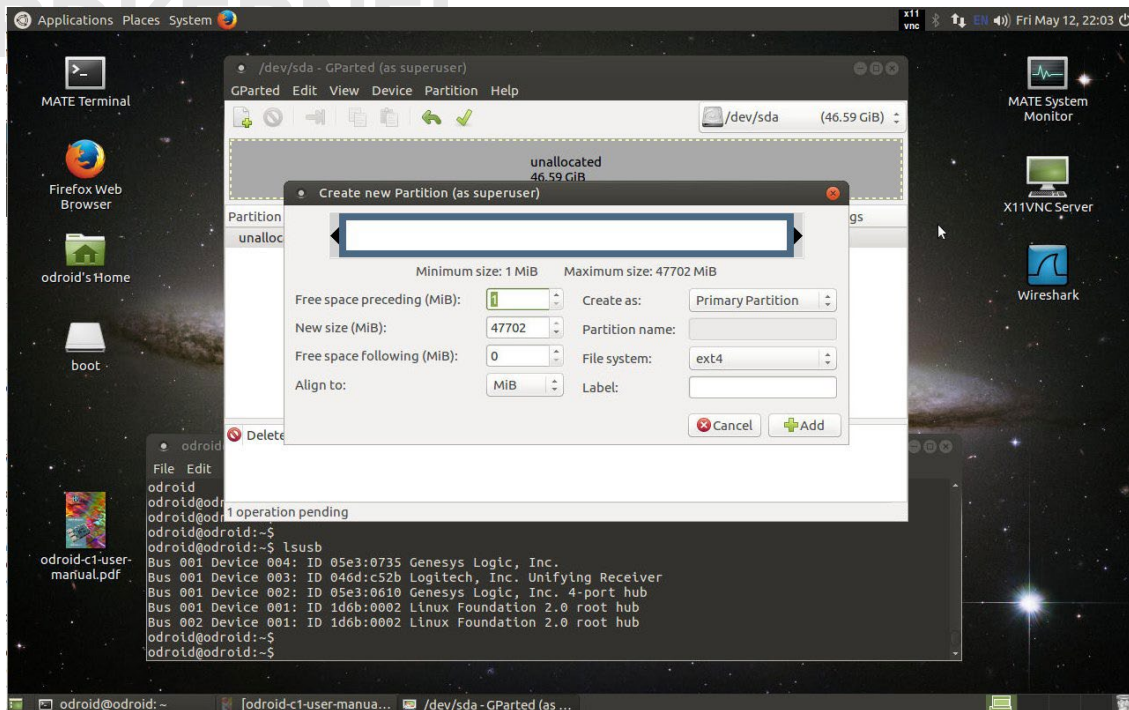 Applications Places System
x11
vnc
EN
Fri May 12, 22:03
MATE Terminal
Firefox Web
Browser
odroid's Home
boot
odroid-c1-user-
manual.pdf
MATE System
Monitor
X11VNC Server
Wireshark
/dev/sda - GParted (as superuser)
GParted Edit View Device Partition Help
/dev/sda (46.59 GiB)
unallocated
46.59 GiB
Partition
gs
unalloc
Create new Partition (as superuser)
Minimum size: 1 MiB Maximum size: 47702 MiB
Free space preceding (MiB): 1 Create as: Primary Partition
New size (MiB): 47702 Partition name:
Free space following (MiB): 0 File system: ext4
Align to: MiB Label:
Cancel Add
Delete
1 operation pending
odroid
File Edit
odroid
odroid@odr
odroid@odr
odroid@odroid:~$
odroid@odroid:~$ lsusb
Bus 001 Device 004: ID 05e3:0735 Genesys Logic, Inc.
Bus 001 Device 003: ID 046d:c52b Logitech, Inc. Unifying Receiver
Bus 001 Device 002: ID 05e3:0610 Genesys Logic, Inc. 4-port hub
Bus 001 Device 001: ID 1d6b:0002 Linux Foundation 2.0 root hub
Bus 002 Device 001: ID 1d6b:0002 Linux Foundation 2.0 root hub
odroid@odroid:~$
odroid@odroid:~$
odroid@odroid: ~
[odroid-c1-user-manua...
/dev/sda - GParted (as ...